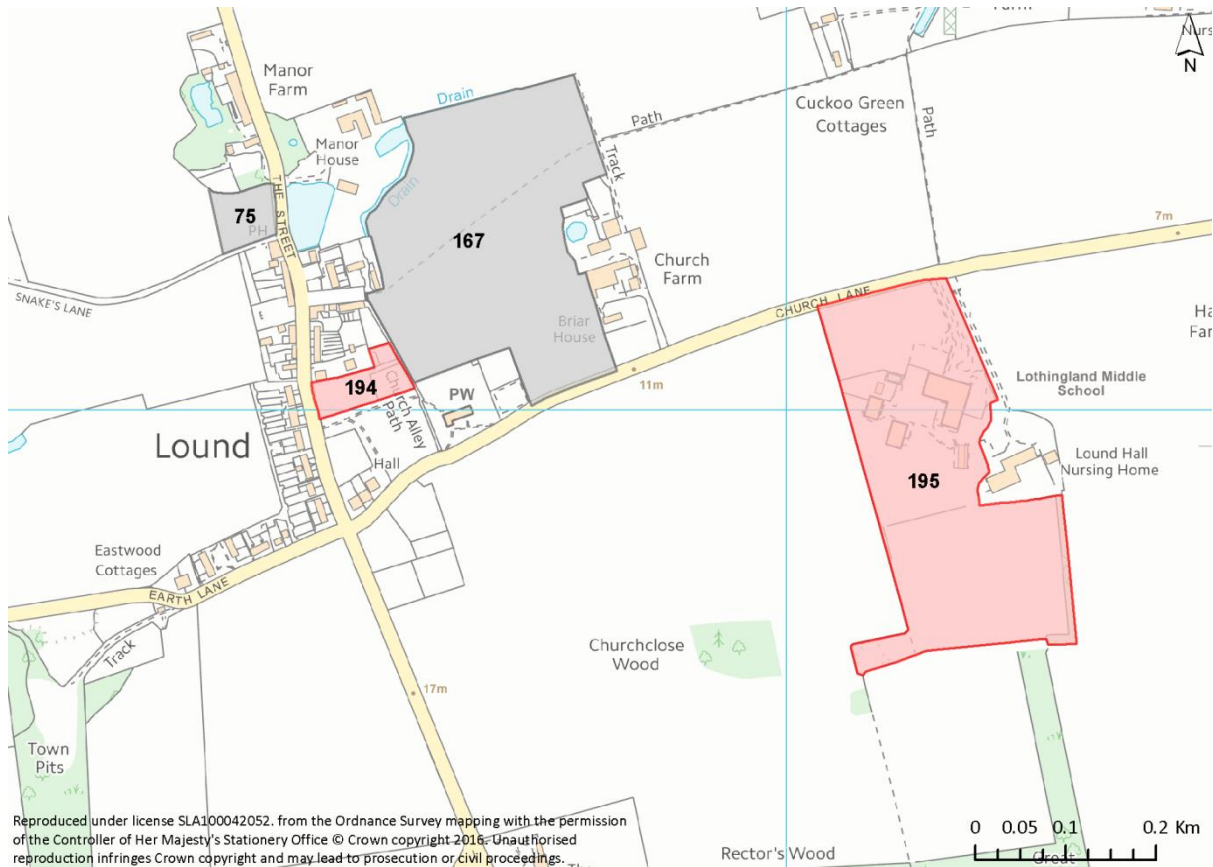 Farm
Nurs
N
Manor
Farm
Drain
Cuckoo Green
Cottages
Path
Path
Manor
House
Track
Drain
THE STREET
75
PH
167
7m
Church
Farm
SNAKE'S LANE
CHURCH LANE
Briar
House
Ha
Far
11m
194
PW
Church Alley
Path
Lothingland Middle
School
Lound
Hall
Lound Hall
Nursing Home
195
Eastwood
Cottages
EARTH LANE
Track
Churchclose
Wood
17m
Town
Pits
Reproduced under license SLA100042052. from the Ordnance Survey mapping with the permission
of the Controller of Her Majesty's Stationery Office © Crown copyright 2016. Unauthorised
reproduction infringes Crown copyright and may lead to prosecution or civil proceedings.
Rector's Wood
0 0.05 0.1 0.2 Km
Great